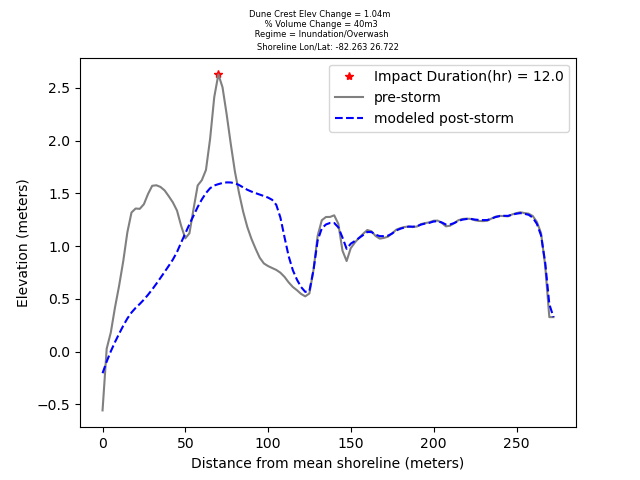 Dune Crest Elev Change = 1.04m
% Volume Change = 40m3
Regime = Inundation/Overwash
Shoreline Lon/Lat: -82.263 26.722
Impact Duration(hr) = 12.0
pre-storm
modeled post-storm
Elevation (meters)
2.5
2.0
1.5
1.0
0.5
0.0
−0.5
0 50 100 150 200 250
Distance from mean shoreline (meters)